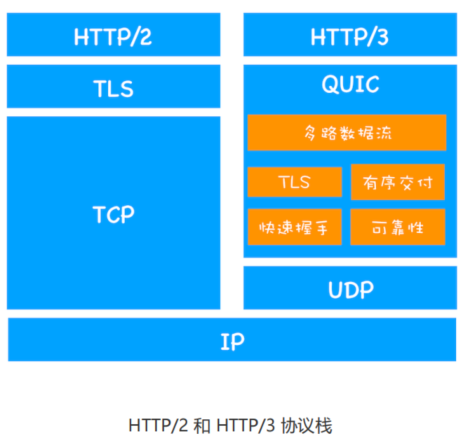 HTTP/2
HTTP/3
TLS
QUIC
多路数据流
TLS
有序交付
TCP
快速握手
可靠性
UDP
IP
HTTP/2 和 HTTP/3 协议栈